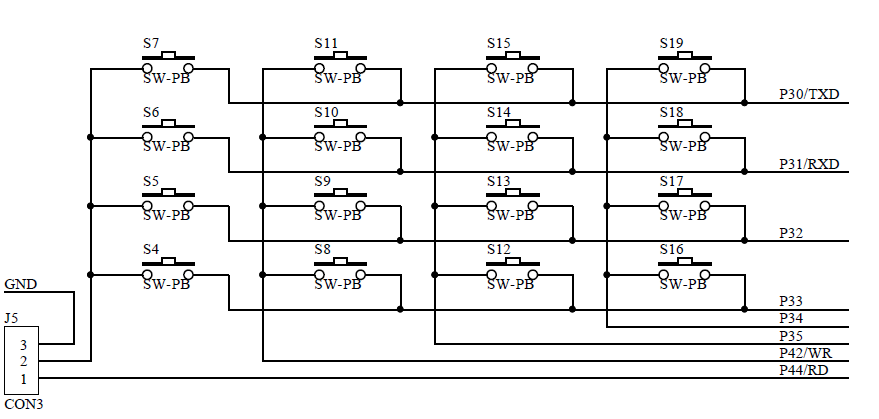 S7 S11 S15 S19
SW-PB SW-PB SW-PB SW-PB
P30/TXD
S6 S10 S14 S18
SW-PB SW-PB SW-PB SW-PB
P31/RXD
S5 S9 S13 S17
SW-PB SW-PB SW-PB SW-PB
P32
S4 S8 S12 S16
SW-PB SW-PB SW-PB SW-PB
GND
P33
J5
P34
P35
3
P42/WR
2
P44/RD
1
CON3